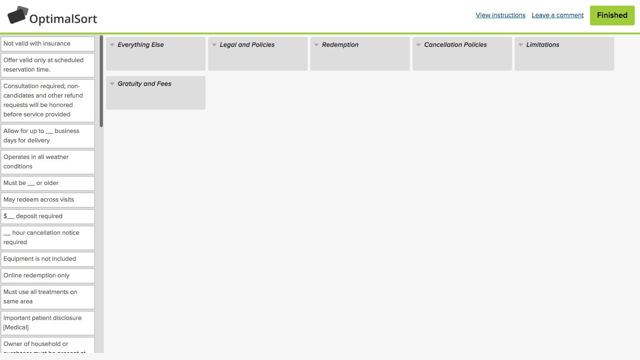 OptimalSort
View instructions
Leave a comment
Finished
Not valid with insurance
Offer valid only at scheduled
reservation time.
Consultation required; non-
candidates and other refund
requests will be honored
before service provided
Allow for up to __ business
days for delivery
Operates in all weather
conditions
Must be __ or older
May redeem across visits
$__ deposit required
__ hour cancellation notice
required
Equipment is not included
Online redemption only
Must use all treatments on
same area
Important patient disclosure
[Medical]
Owner of household or
Everything Else
Legal and Policies
Redemption
Cancellation Policies
Limitations
Gratuity and Fees